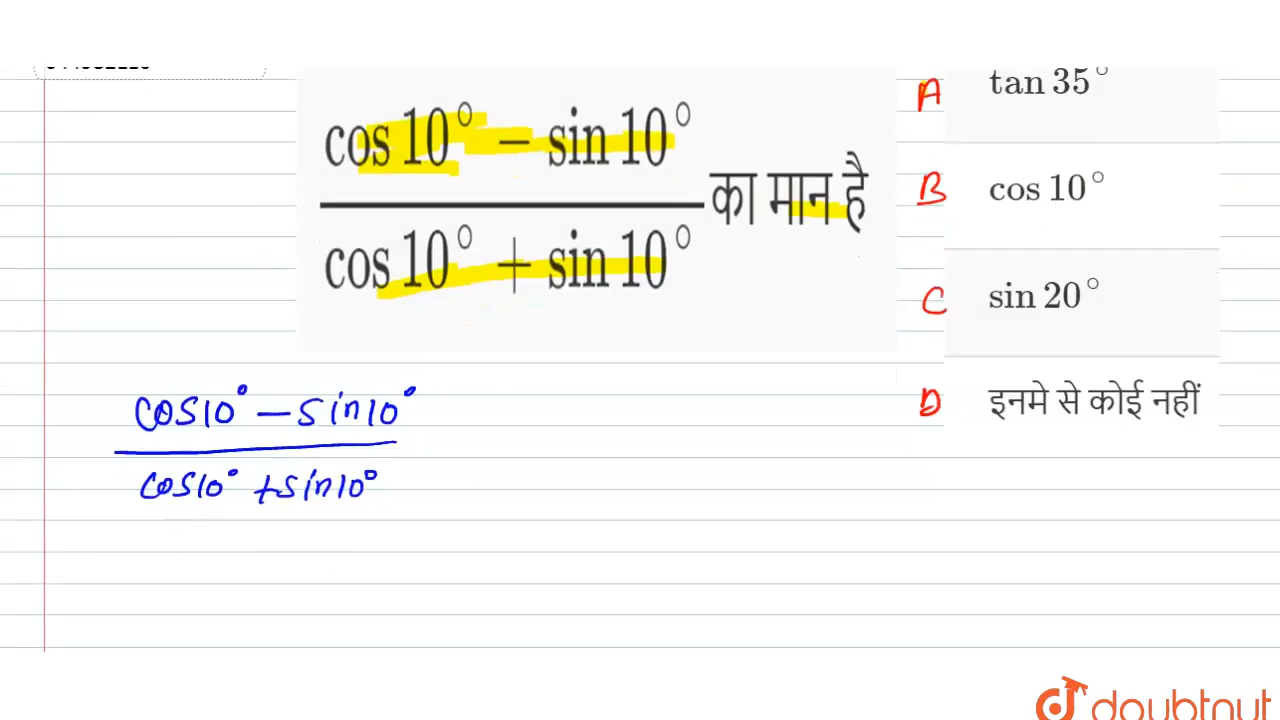 cos 10° − sin 10°
cos 10° + sin 10°
का मान है
A tan 35°
B cos 10°
C sin 20°
D इनमे से कोई नहीं
cos10° − sin10°
cos10° + sin10°
doubtnut